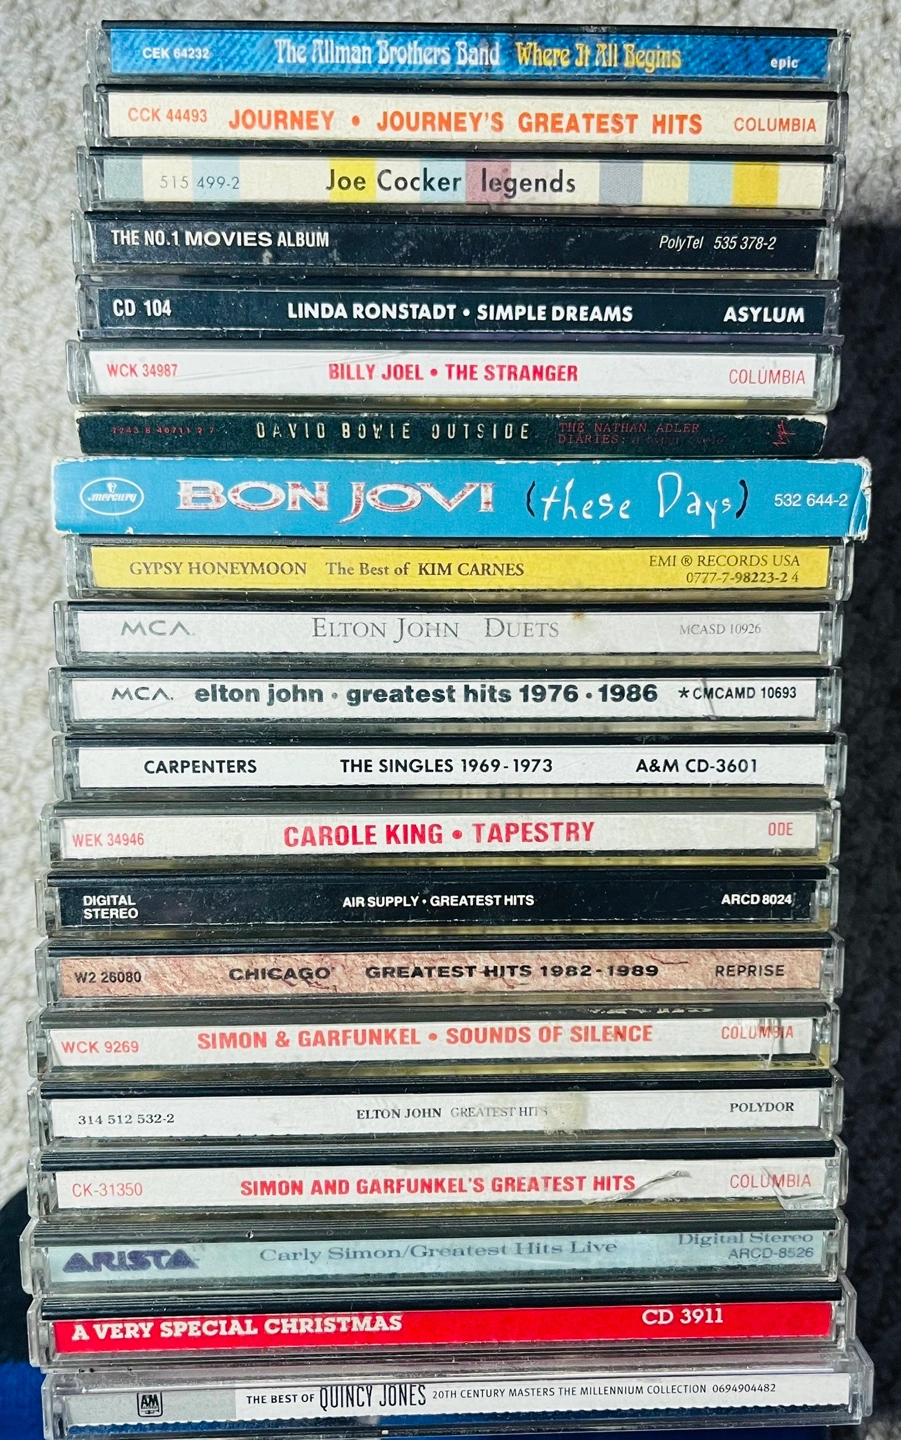 CEK 64232 The Allman Brothers Band Where It All Begins epic
CCK 44493 JOURNEY • JOURNEY'S GREATEST HITS COLUMBIA
515 499-2 Joe Cocker legends
THE NO.1 MOVIES ALBUM PolyTel 535 378-2
CD 104 LINDA RONSTADT • SIMPLE DREAMS ASYLUM
WCK 34987 BILLY JOEL • THE STRANGER COLUMBIA
DAVID BOWIE OUTSIDE THE NATHAN ADLER
DIARIES:
mercury BON JOVI (these Days) 532 644-2
GYPSY HONEYMOON The Best of KIM CARNES EMI ® RECORDS USA
0777-7-98223-2 4
MCA. ELTON JOHN DUETS MCASD 10926
MCA. elton john • greatest hits 1976 • 1986 ★CMCAMD 10693
CARPENTERS THE SINGLES 1969-1973 A&M CD-3601
WEK 34946 CAROLE KING • TAPESTRY ODE
DIGITAL
STEREO AIR SUPPLY • GREATEST HITS ARCD 8024
W2 26080 CHICAGO GREATEST HITS 1982-1989 REPRISE
WCK 9269 SIMON & GARFUNKEL • SOUNDS OF SILENCE COLUMBIA
314 512 532-2 ELTON JOHN GREATEST HITS POLYDOR
CK-31350 SIMON AND GARFUNKEL'S GREATEST HITS COLUMBIA
ARISTA Carly Simon/Greatest Hits Live Digital Stereo
ARCD-8526
A VERY SPECIAL CHRISTMAS CD 3911
A&M THE BEST OF QUINCY JONES 20TH CENTURY MASTERS THE MILLENNIUM COLLECTION 0694904482